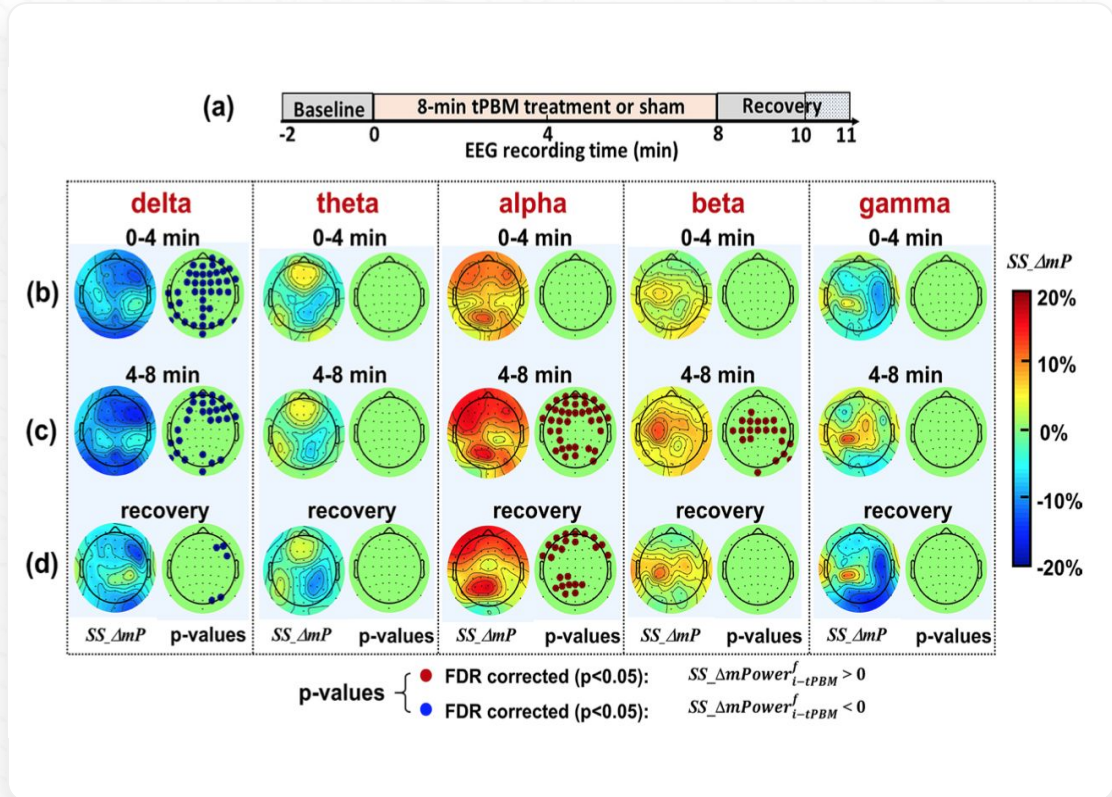 (a)
Baseline 8-min tPBM treatment or sham Recovery
-2 0 4 8 10 11
EEG recording time (min)
delta theta alpha beta gamma
0-4 min 0-4 min 0-4 min 0-4 min 0-4 min
SS_ΔmP
(b)
20%
10%
4-8 min 4-8 min 4-8 min 4-8 min 4-8 min
(c)
0%
-10%
recovery recovery recovery recovery recovery
(d)
-20%
SS_ΔmP p-values SS_ΔmP p-values SS_ΔmP p-values SS_ΔmP p-values SS_ΔmP p-values
p-values
FDR corrected (p<0.05): SS_ΔmPower^f_{i-tPBM} > 0
FDR corrected (p<0.05): SS_ΔmPower^f_{i-tPBM} < 0